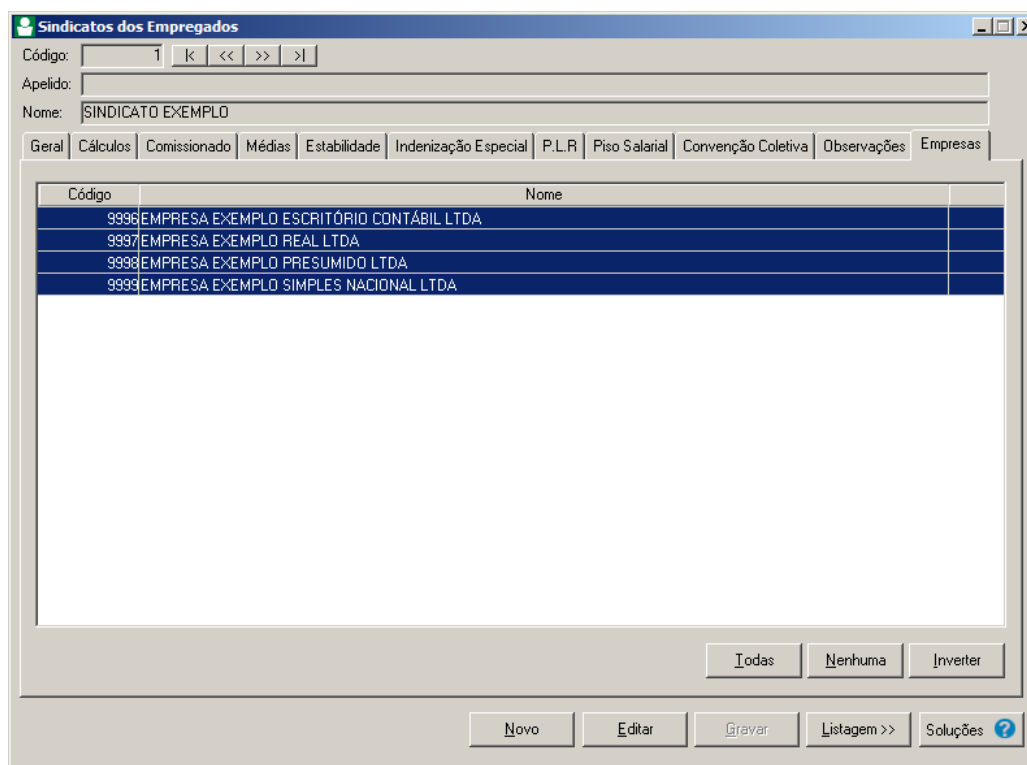 Sindicatos dos Empregados
Código: 1 |< << >> >|
Apelido:
Nome: SINDICATO EXEMPLO
Geral Cálculos Comissionado Médias Estabilidade Indenização Especial P.L.R Piso Salarial Convenção Coletiva Observações Empresas
Código Nome
9996 EMPRESA EXEMPLO ESCRITÓRIO CONTÁBIL LTDA
9997 EMPRESA EXEMPLO REAL LTDA
9998 EMPRESA EXEMPLO PRESUMIDO LTDA
9999 EMPRESA EXEMPLO SIMPLES NACIONAL LTDA
Todas Nenhuma Inverter
Novo Editar Gravar Listagem >> Soluções ?